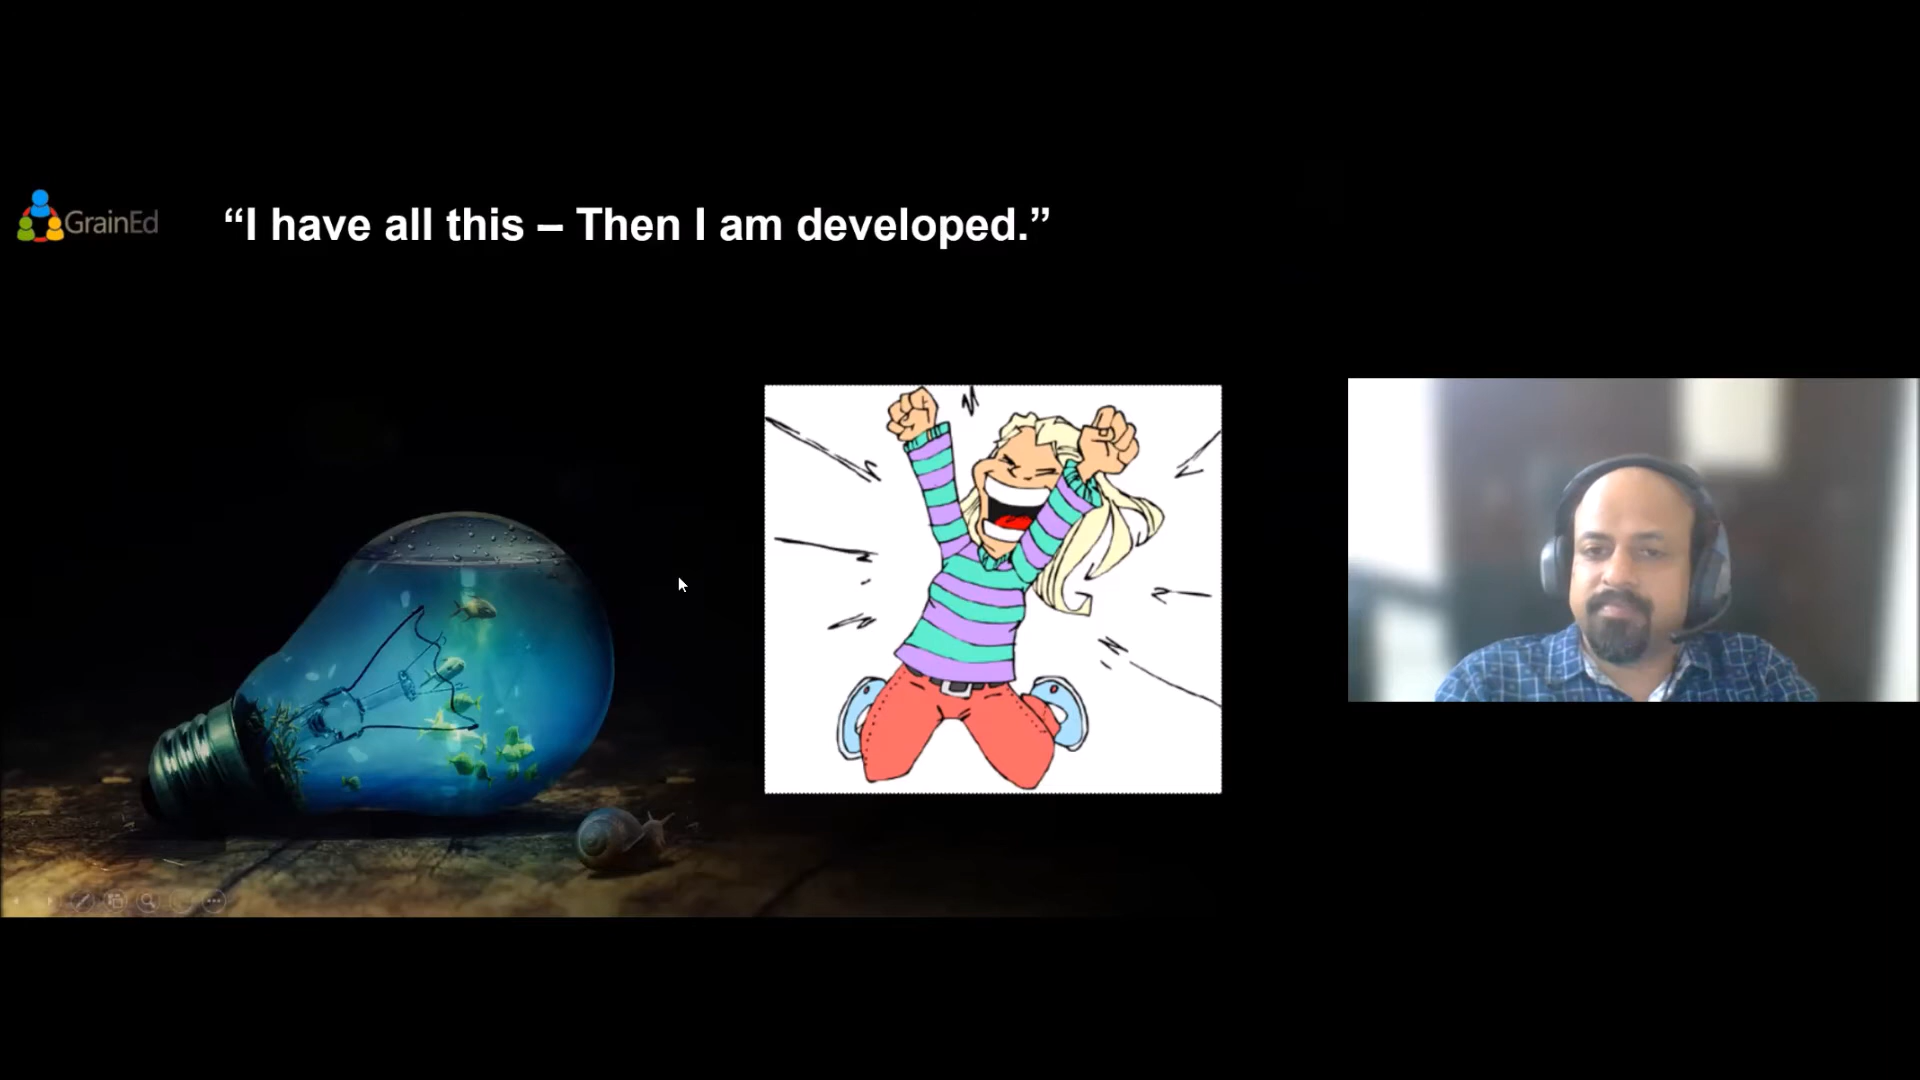 GrainEd
“I have all this – Then I am developed.”